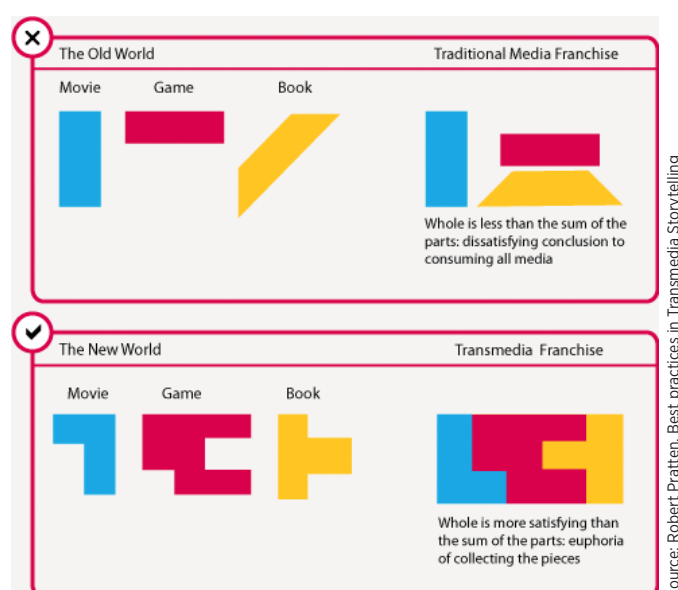 The Old World
Traditional Media Franchise
Movie
Game
Book
Whole is less than the sum of the
parts: dissatisfying conclusion to
consuming all media
The New World
Transmedia Franchise
Movie
Game
Book
Whole is more satisfying than
the sum of the parts: euphoria
of collecting the pieces
ource: Robert Pratten. Best practices in Transmedia Storytelling